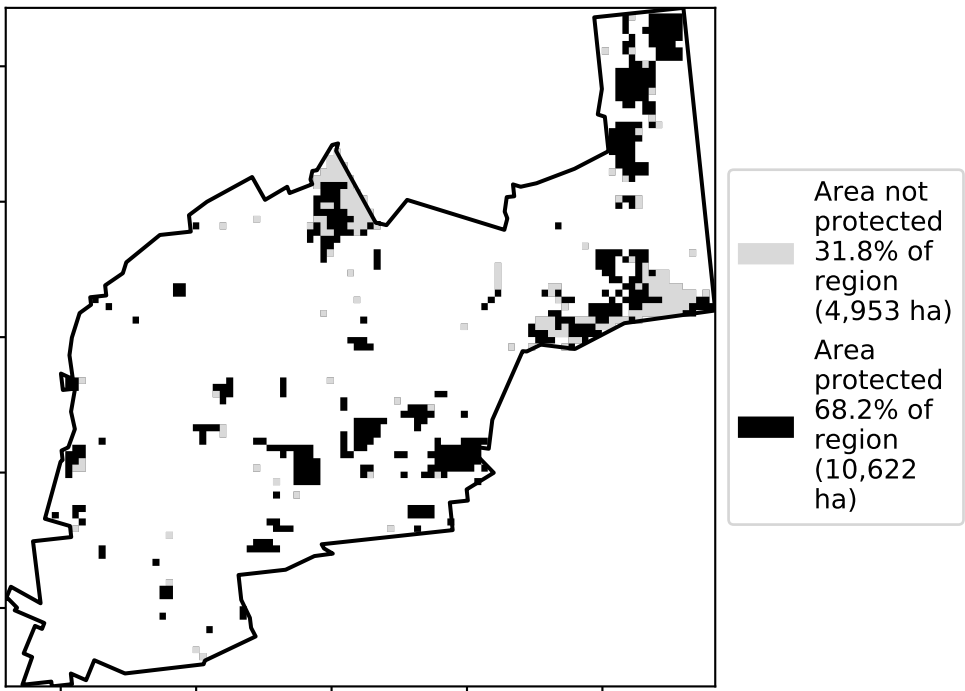 Area not
protected
31.8% of
region
(4,953 ha)
Area
protected
68.2% of
region
(10,622
ha)